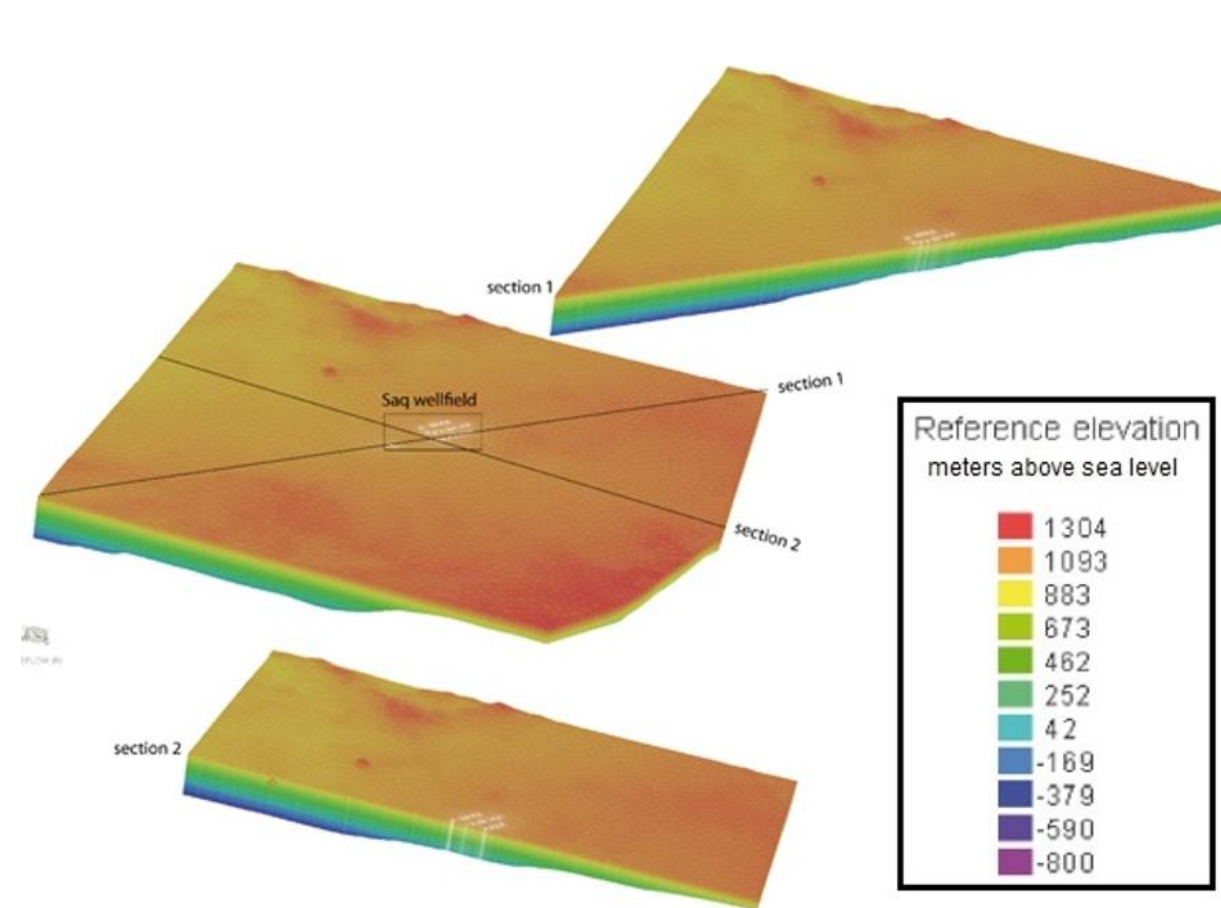 section 1
Saq wellfield
section 1
section 2
section 2
Reference elevation
meters above sea level
1304
1093
883
673
462
252
42
-169
-379
-590
-800